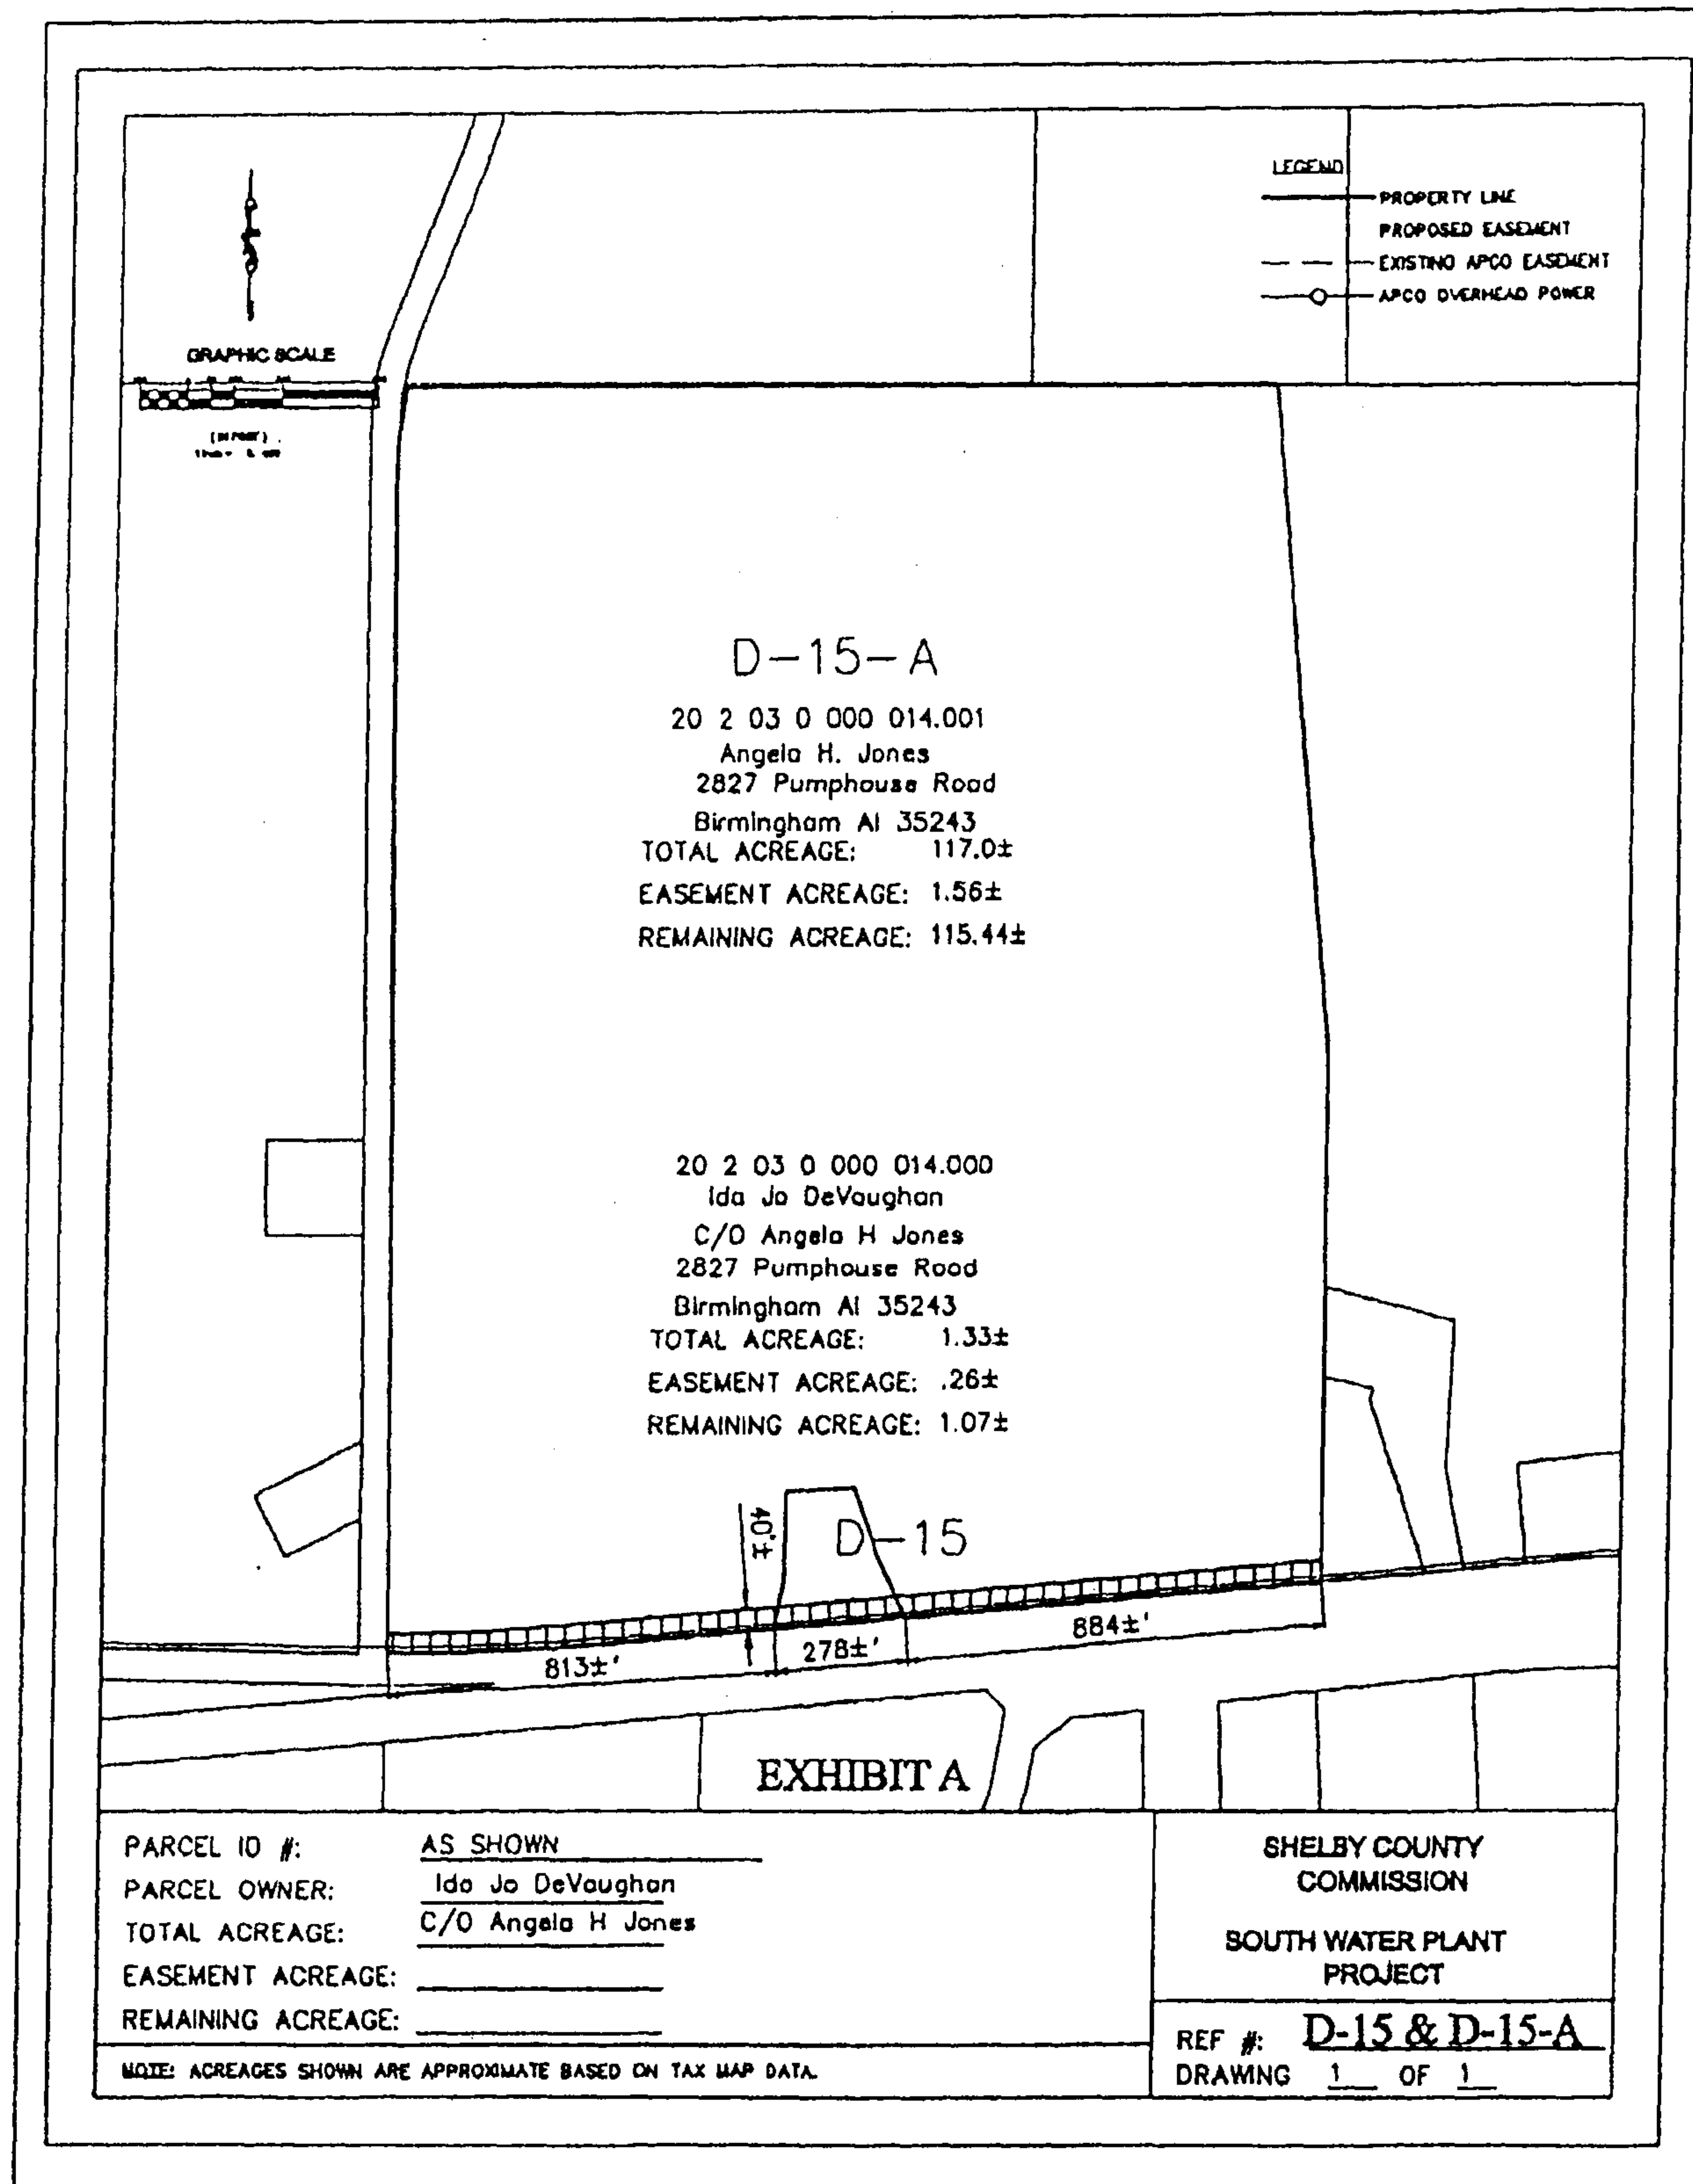 LEGEND
PROPERTY LINE
PROPOSED EASEMENT
EXISTING APCO EASEMENT
APCO OVERHEAD POWER
GRAPHIC SCALE
D-15-A
20 2 03 0 000 014.001
Angela H. Jones
2827 Pumphouse Road
Birmingham Al 35243
TOTAL ACREAGE: 117.0±
EASEMENT ACREAGE: 1.56±
REMAINING ACREAGE: 115.44±
20 2 03 0 000 014.000
Ida Jo DeVaughan
C/O Angela H Jones
2827 Pumphouse Road
Birmingham Al 35243
TOTAL ACREAGE: 1.33±
EASEMENT ACREAGE: .26±
REMAINING ACREAGE: 1.07±
40'±
D-15
813±'
278±'
884±'
EXHIBIT A
PARCEL ID #: AS SHOWN
PARCEL OWNER: Ida Jo DeVaughan
TOTAL ACREAGE: C/O Angela H Jones
EASEMENT ACREAGE:
REMAINING ACREAGE:
NOTE: ACREAGES SHOWN ARE APPROXIMATE BASED ON TAX MAP DATA.
SHELBY COUNTY
COMMISSION
SOUTH WATER PLANT
PROJECT
REF #: D-15 & D-15-A
DRAWING 1 OF 1